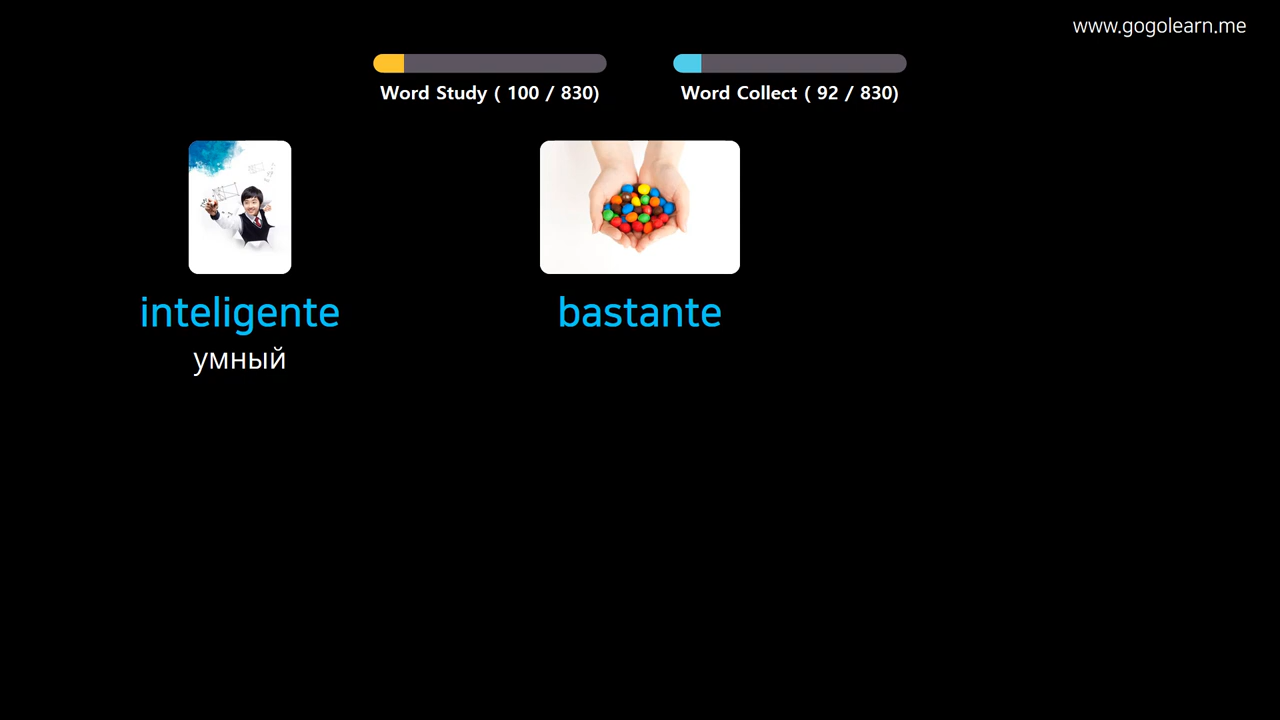 www.gogolearn.me
Word Study ( 100 / 830)
Word Collect ( 92 / 830)
inteligente
умный
bastante